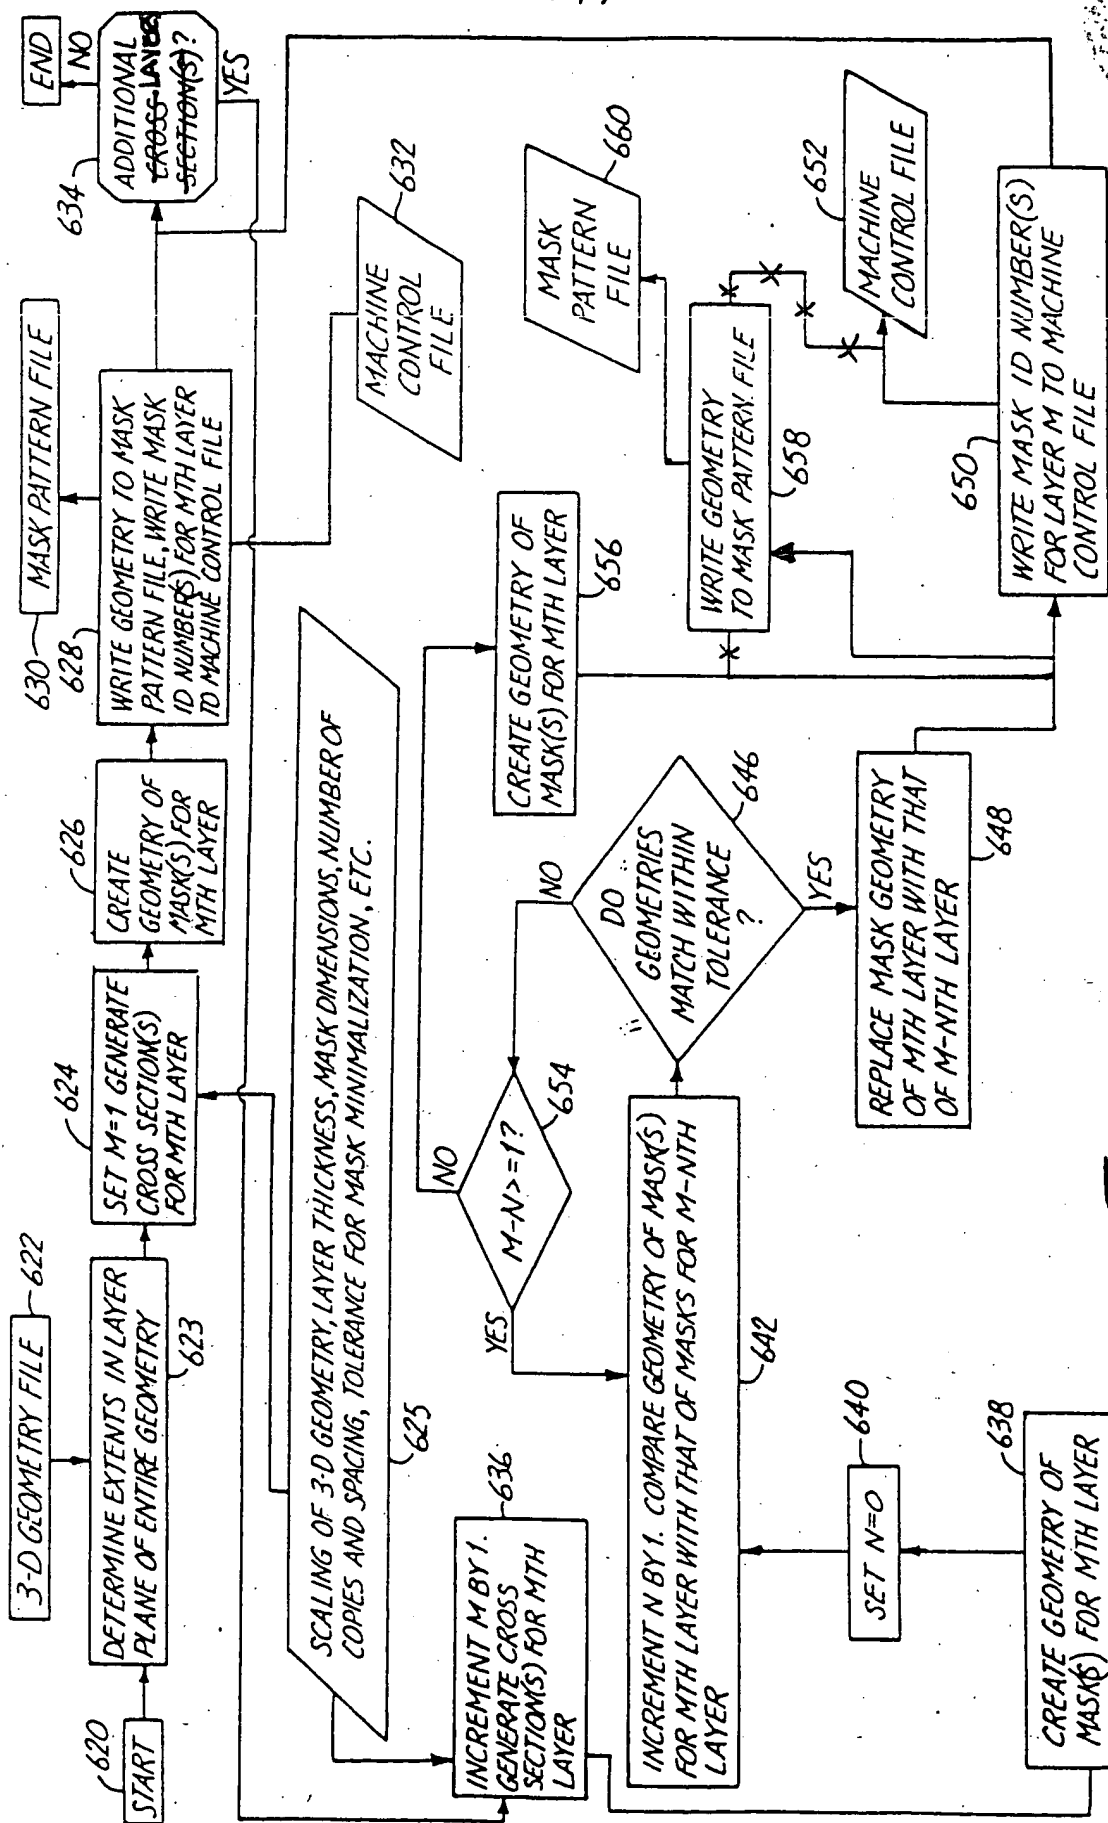 620
START
3-D GEOMETRY FILE
622
DETERMINE EXTENTS IN LAYER
PLANE OF ENTIRE GEOMETRY
623
624
SET M=1 GENERATE
CROSS SECTION(S)
FOR MTH LAYER
626
CREATE
GEOMETRY OF
MASK(S) FOR
MTH LAYER
630
MASK PATTERN FILE
628
WRITE GEOMETRY TO MASK
PATTERN FILE, WRITE MASK
ID NUMBER(S) FOR MTH LAYER
TO MACHINE CONTROL FILE
634
ADDITIONAL
CROSS LAYERS
SECTION(S)?
NO
END
YES
632
MACHINE
CONTROL
FILE
SCALING OF 3-D GEOMETRY, LAYER THICKNESS, MASK DIMENSIONS, NUMBER OF
COPIES AND SPACING, TOLERANCE FOR MASK MINIMALIZATION, ETC.
625
636
INCREMENT M BY 1.
GENERATE CROSS
SECTION(S) FOR MTH
LAYER
YES
M-N>=1?
654
NO
NO
CREATE GEOMETRY OF
MASK(S) FOR MTH LAYER
656
MASK
PATTERN
FILE
660
WRITE GEOMETRY
TO MASK PATTERN FILE
658
652
MACHINE
CONTROL FILE
INCREMENT N BY 1. COMPARE GEOMETRY OF MASK(S)
FOR MTH LAYER WITH THAT OF MASKS FOR M-NTH
LAYER
642
DO
GEOMETRIES
MATCH WITHIN
TOLERANCE
?
646
YES
SET N=0
640
REPLACE MASK GEOMETRY
OF MTH LAYER WITH THAT
OF M-NTH LAYER
648
650
WRITE MASK ID NUMBER(S)
FOR LAYER M TO MACHINE
CONTROL FILE
638
CREATE GEOMETRY OF
MASK(S) FOR MTH LAYER